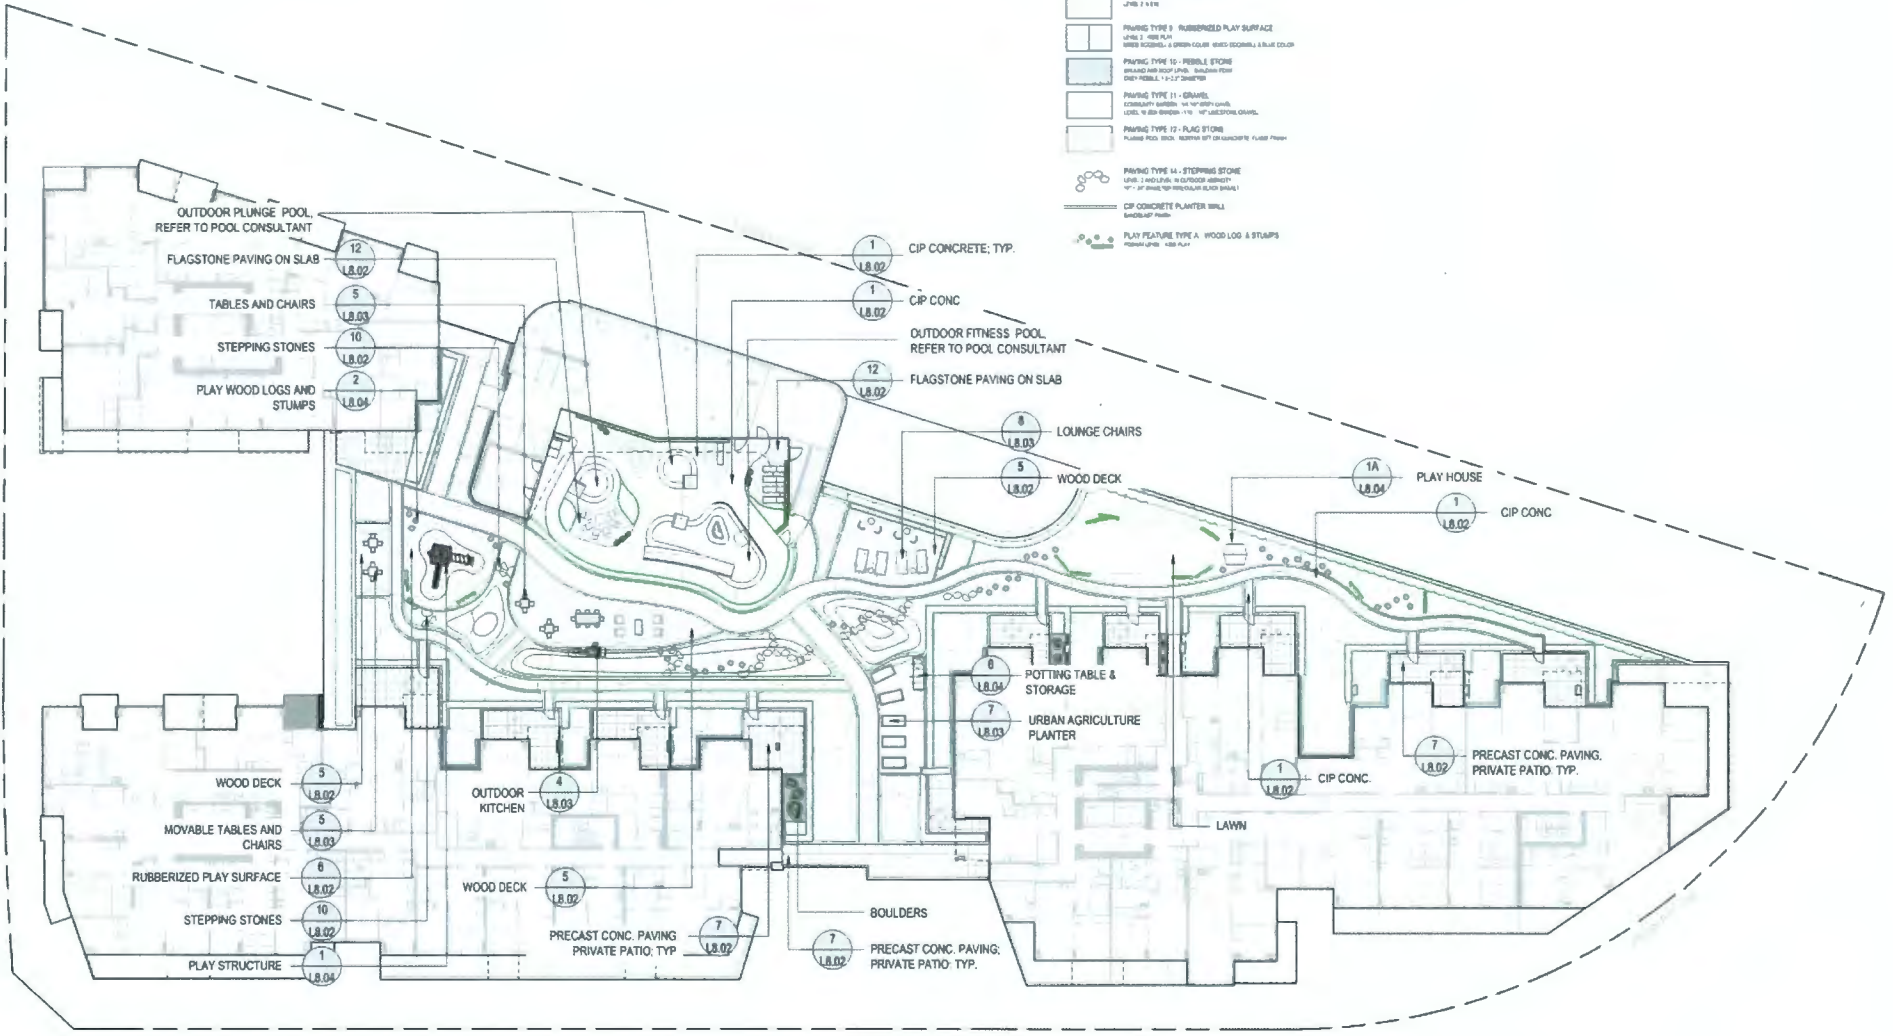 PAVING TYPE 9 - RUBBERIZED PLAY SURFACE
PAVING TYPE 10 - PEBBLE STONE
PAVING TYPE 11 - GRAVEL
PAVING TYPE 12 - FLAG STONE
PAVING TYPE 14 - STEPPING STONE
CIP CONCRETE PLANTER WALL
PLAY FEATURE TYPE A - WOOD LOG & STUMPS
OUTDOOR PLUNGE POOL,
REFER TO POOL CONSULTANT
12
L8.02
FLAGSTONE PAVING ON SLAB
5
L8.03
TABLES AND CHAIRS
10
L8.02
STEPPING STONES
2
L8.04
PLAY WOOD LOGS AND
STUMPS
1
L8.02
CIP CONCRETE; TYP.
1
L8.02
CIP CONC
OUTDOOR FITNESS POOL,
REFER TO POOL CONSULTANT
12
L8.02
FLAGSTONE PAVING ON SLAB
L8.03
LOUNGE CHAIRS
5
L8.02
WOOD DECK
1A
L8.04
PLAY HOUSE
1
L8.02
CIP CONC
6
L8.04
POTTING TABLE &
STORAGE
7
L8.03
URBAN AGRICULTURE
PLANTER
7
L8.02
PRECAST CONC. PAVING,
PRIVATE PATIO; TYP.
1
L8.02
CIP CONC.
LAWN
WOOD DECK
5
L8.02
MOVABLE TABLES AND
CHAIRS
5
L8.03
RUBBERIZED PLAY SURFACE
L8.02
STEPPING STONES
10
L8.02
PLAY STRUCTURE
1
L8.04
OUTDOOR
KITCHEN
4
L8.03
WOOD DECK
5
L8.02
PRECAST CONC. PAVING
PRIVATE PATIO; TYP
7
L8.02
BOULDERS
7
L8.02
PRECAST CONC. PAVING;
PRIVATE PATIO; TYP.